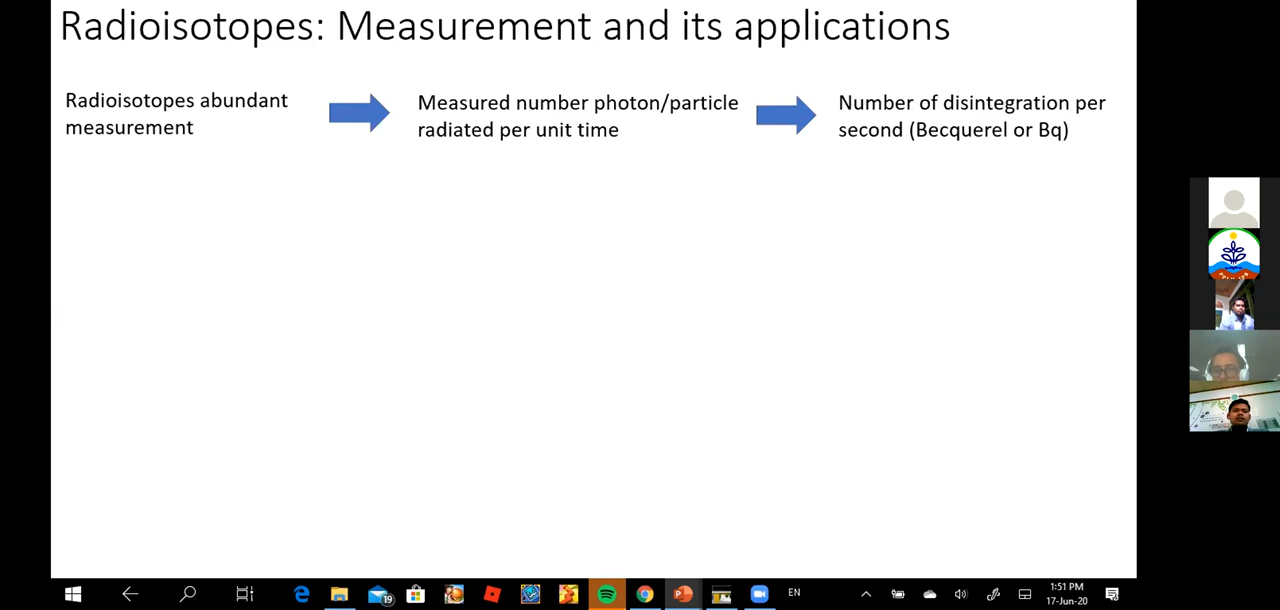 Radioisotopes: Measurement and its applications
Radioisotopes abundant
measurement
Measured number photon/particle
radiated per unit time
Number of disintegration per
second (Becquerel or Bq)
19
EN
1:51 PM
17-Jun-20